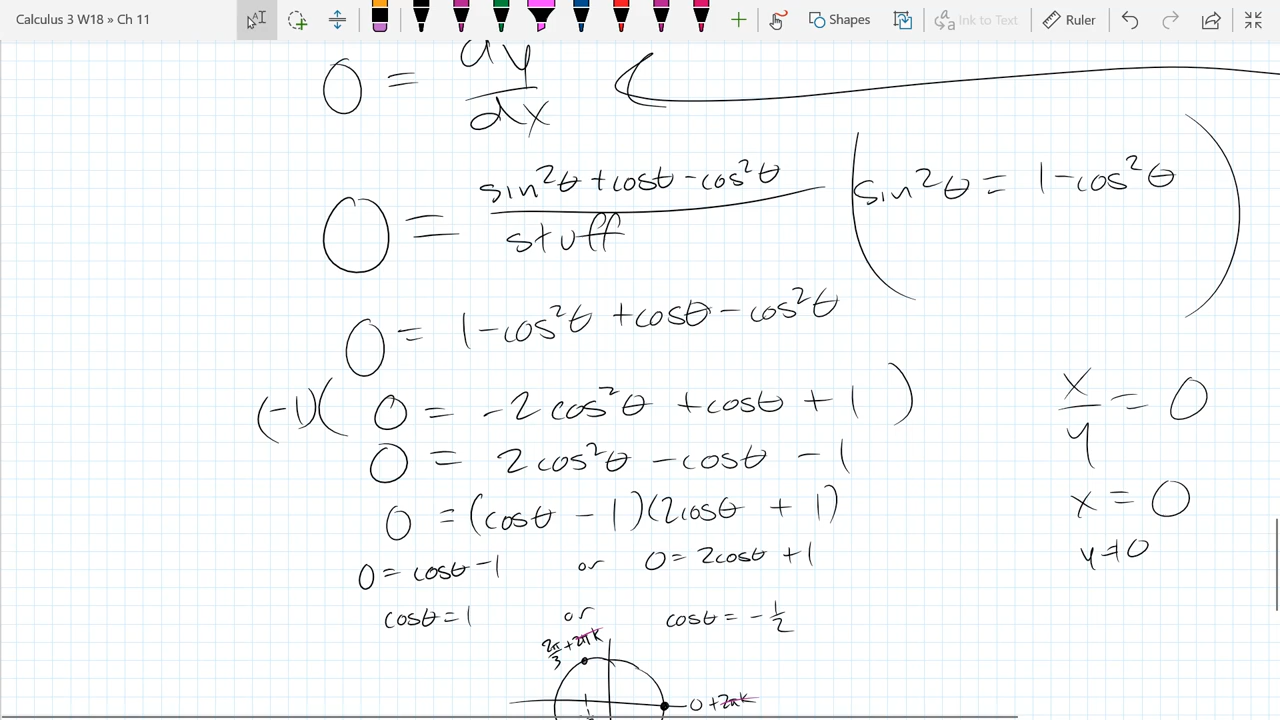 Calculus 3 W18 » Ch 11
Shapes
Link to Text
Ruler
0 = dy/dx
0 = (sin²θ + cosθ - cos²θ)/stuff
(sin²θ = 1 - cos²θ)
0 = 1 - cos²θ + cosθ - cos²θ
(-1)(0 = -2cos²θ + cosθ + 1)
0 = 2cos²θ - cosθ - 1
0 = (cosθ - 1)(2cosθ + 1)
0 = cosθ - 1 or 0 = 2cosθ + 1
cosθ = 1 or cosθ = -1/2
2π/3 + 2πk
0 + 2πk
x/y = 0
x = 0
y ≠ 0